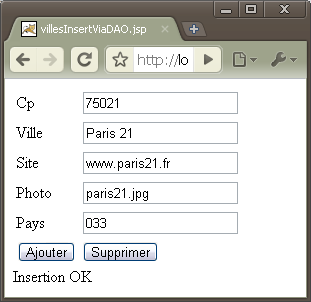 villesInsertViaDAO.jsp
http://lo
Cp 75021
Ville Paris 21
Site www.paris21.fr
Photo paris21.jpg
Pays 033
Ajouter Supprimer
Insertion OK